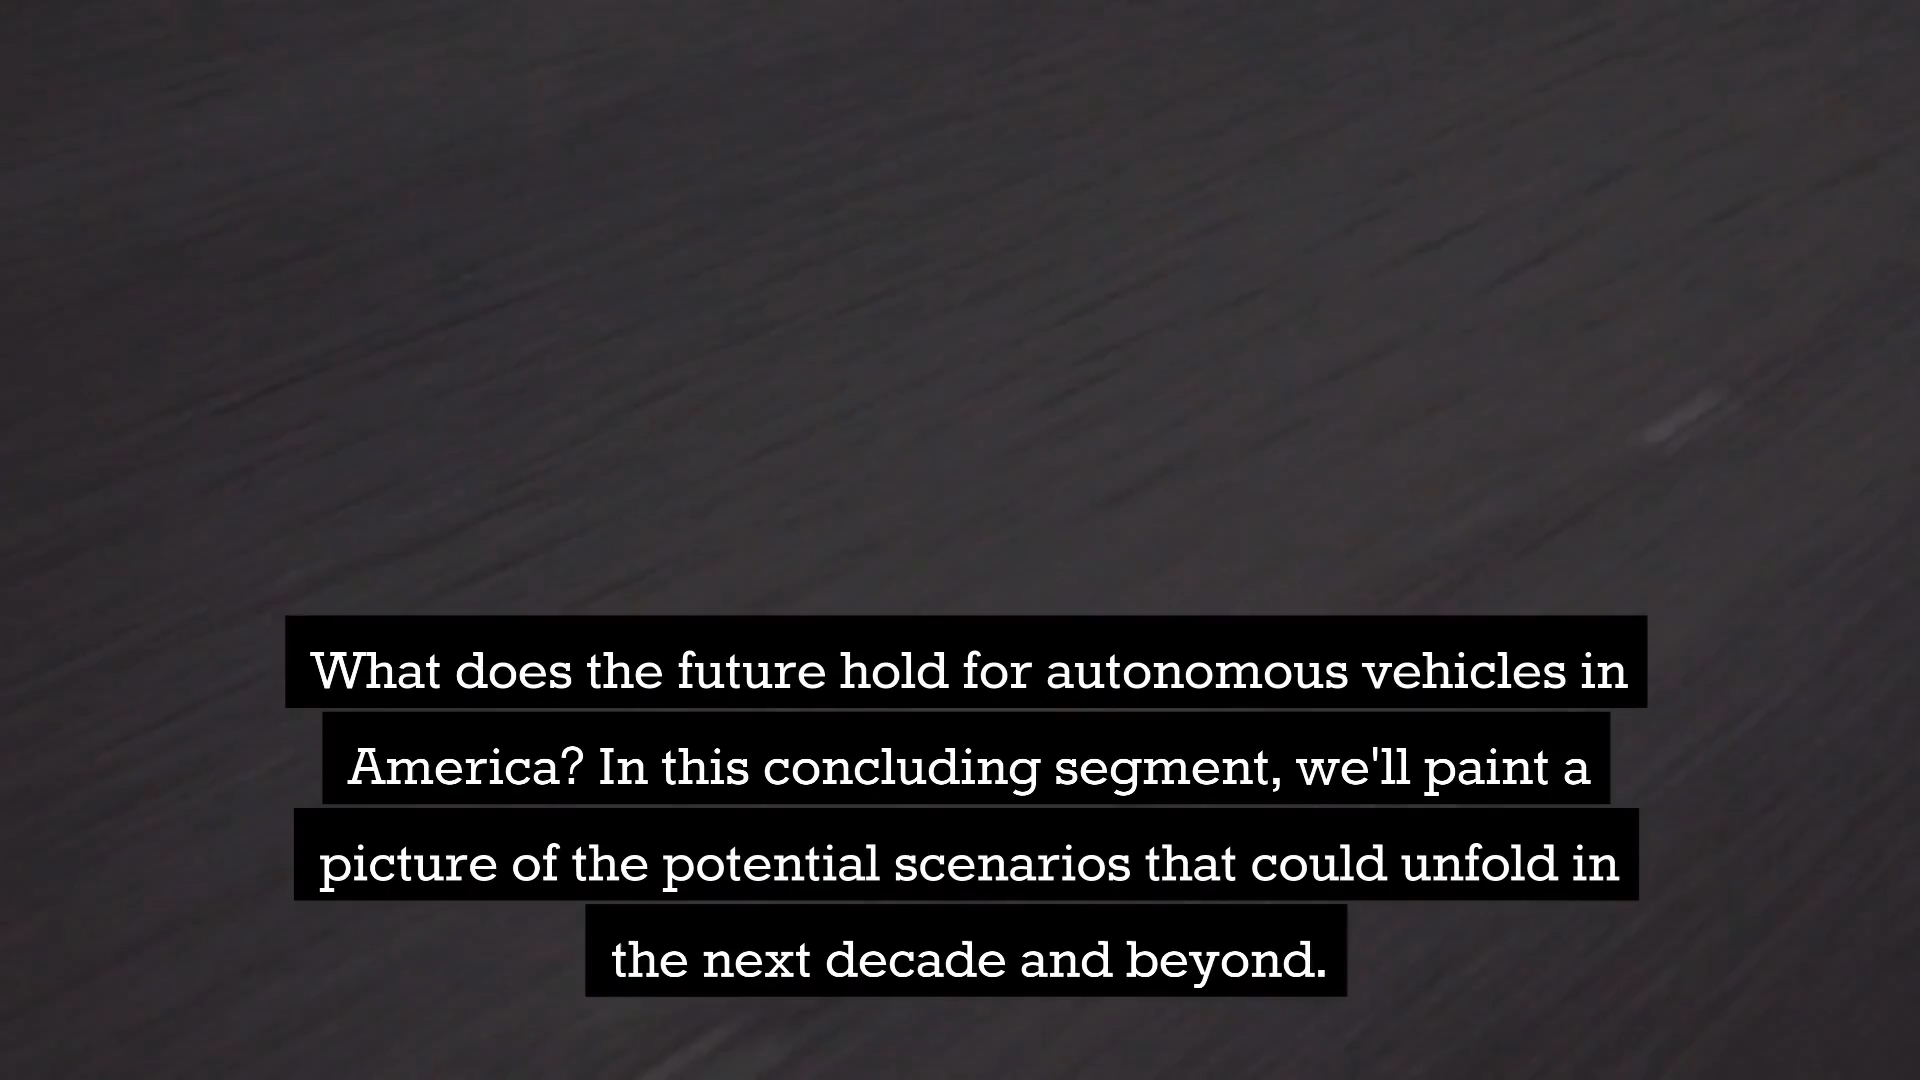 What does the future hold for autonomous vehicles in
America? In this concluding segment, we'll paint a
picture of the potential scenarios that could unfold in
the next decade and beyond.